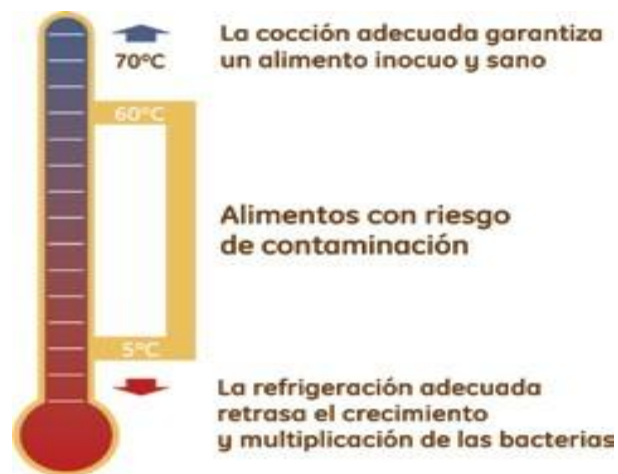 La cocción adecuada garantiza
un alimento inocuo y sano
70°C
60°C
Alimentos con riesgo
de contaminación
5°C
La refrigeración adecuada
retrasa el crecimiento
y multiplicación de las bacterias